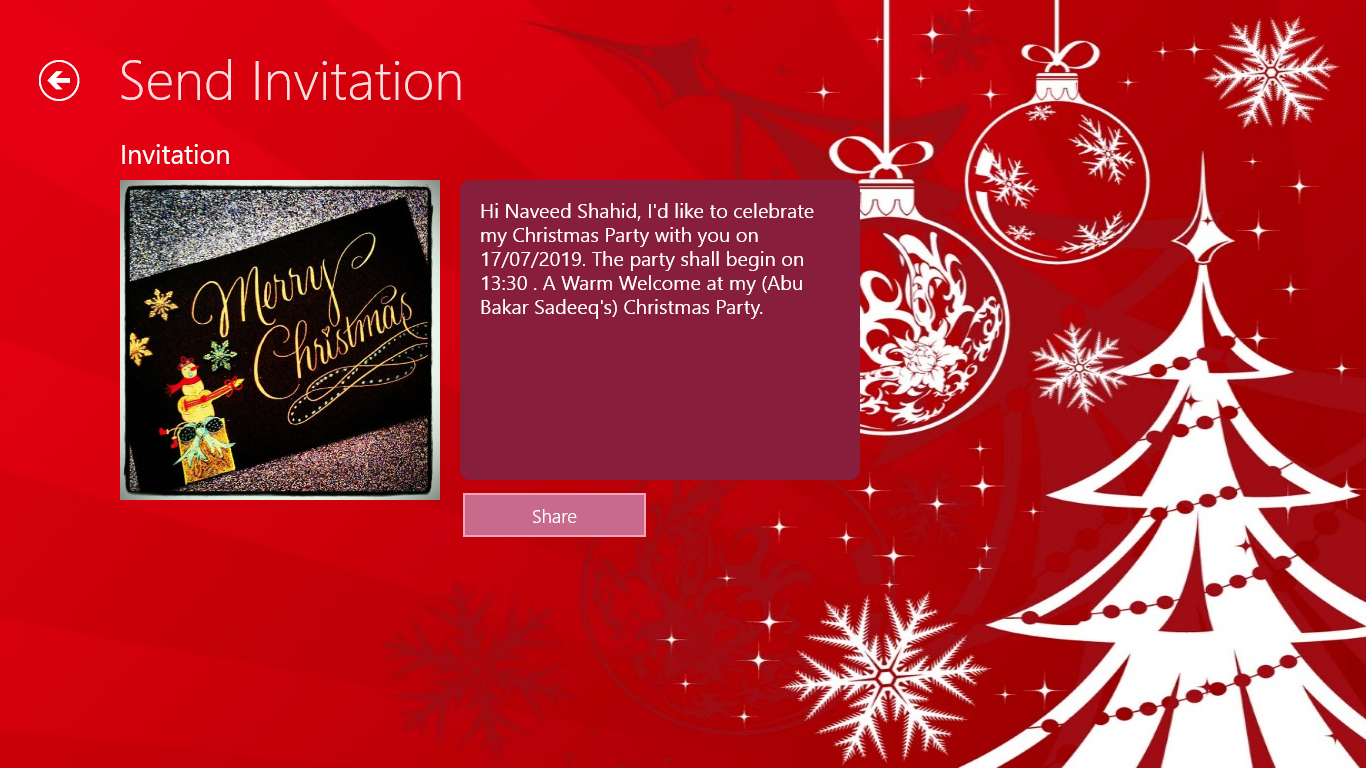 Send Invitation
Invitation
Merry
Christmas
Hi Naveed Shahid, I'd like to celebrate
my Christmas Party with you on
17/07/2019. The party shall begin on
13:30 . A Warm Welcome at my (Abu
Bakar Sadeeq's) Christmas Party.
Share